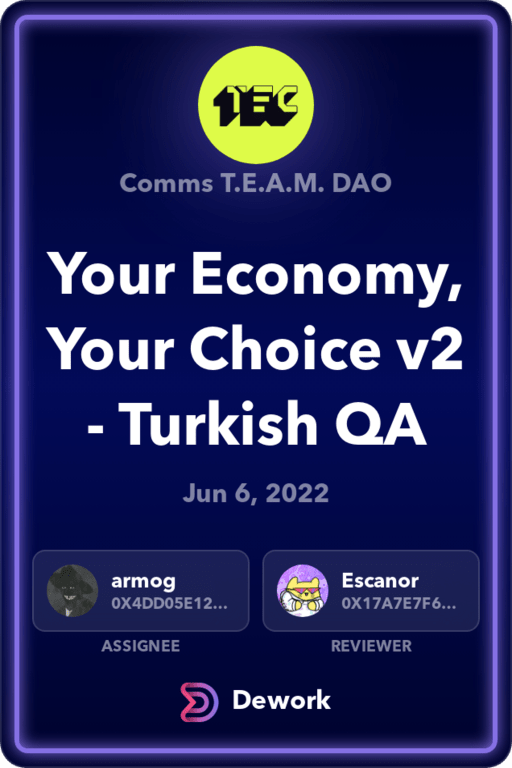 TEC
Comms T.E.A.M. DAO
Your Economy,
Your Choice v2
- Turkish QA
Jun 6, 2022
armog
0X4DD05E12...
Escanor
0X17A7E7F6...
ASSIGNEE
REVIEWER
Dework